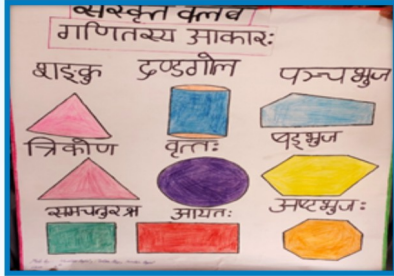 संस्कृत क्लब
गणितस्य आकारः
शङ्कु दण्डगोल पञ्चभुज
त्रिकोण वृत्तः षड्भुज
समचतुरस्र आयतः अष्टभुजः